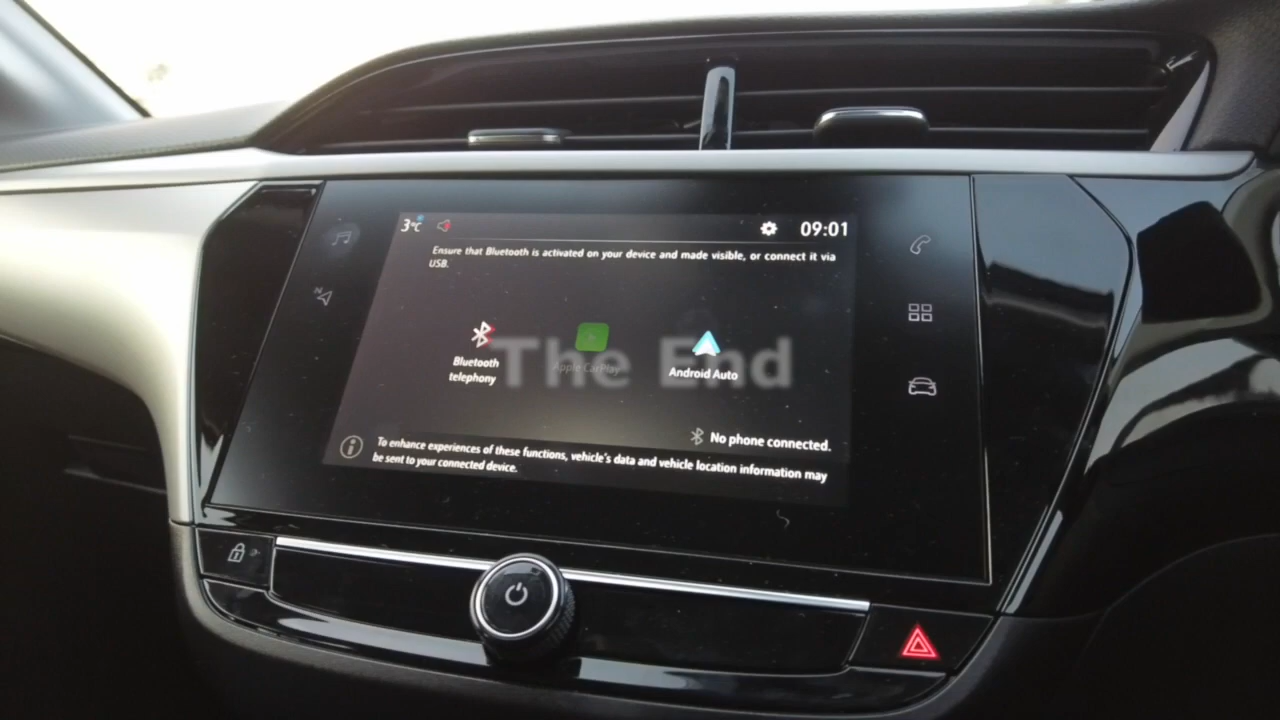 3°C
09:01
Ensure that Bluetooth is activated on your device and made visible, or connect it via
USB.
Bluetooth
telephony
Apple CarPlay
Android Auto
The End
No phone connected.
To enhance experiences of these functions, vehicle's data and vehicle location information may
be sent to your connected device.